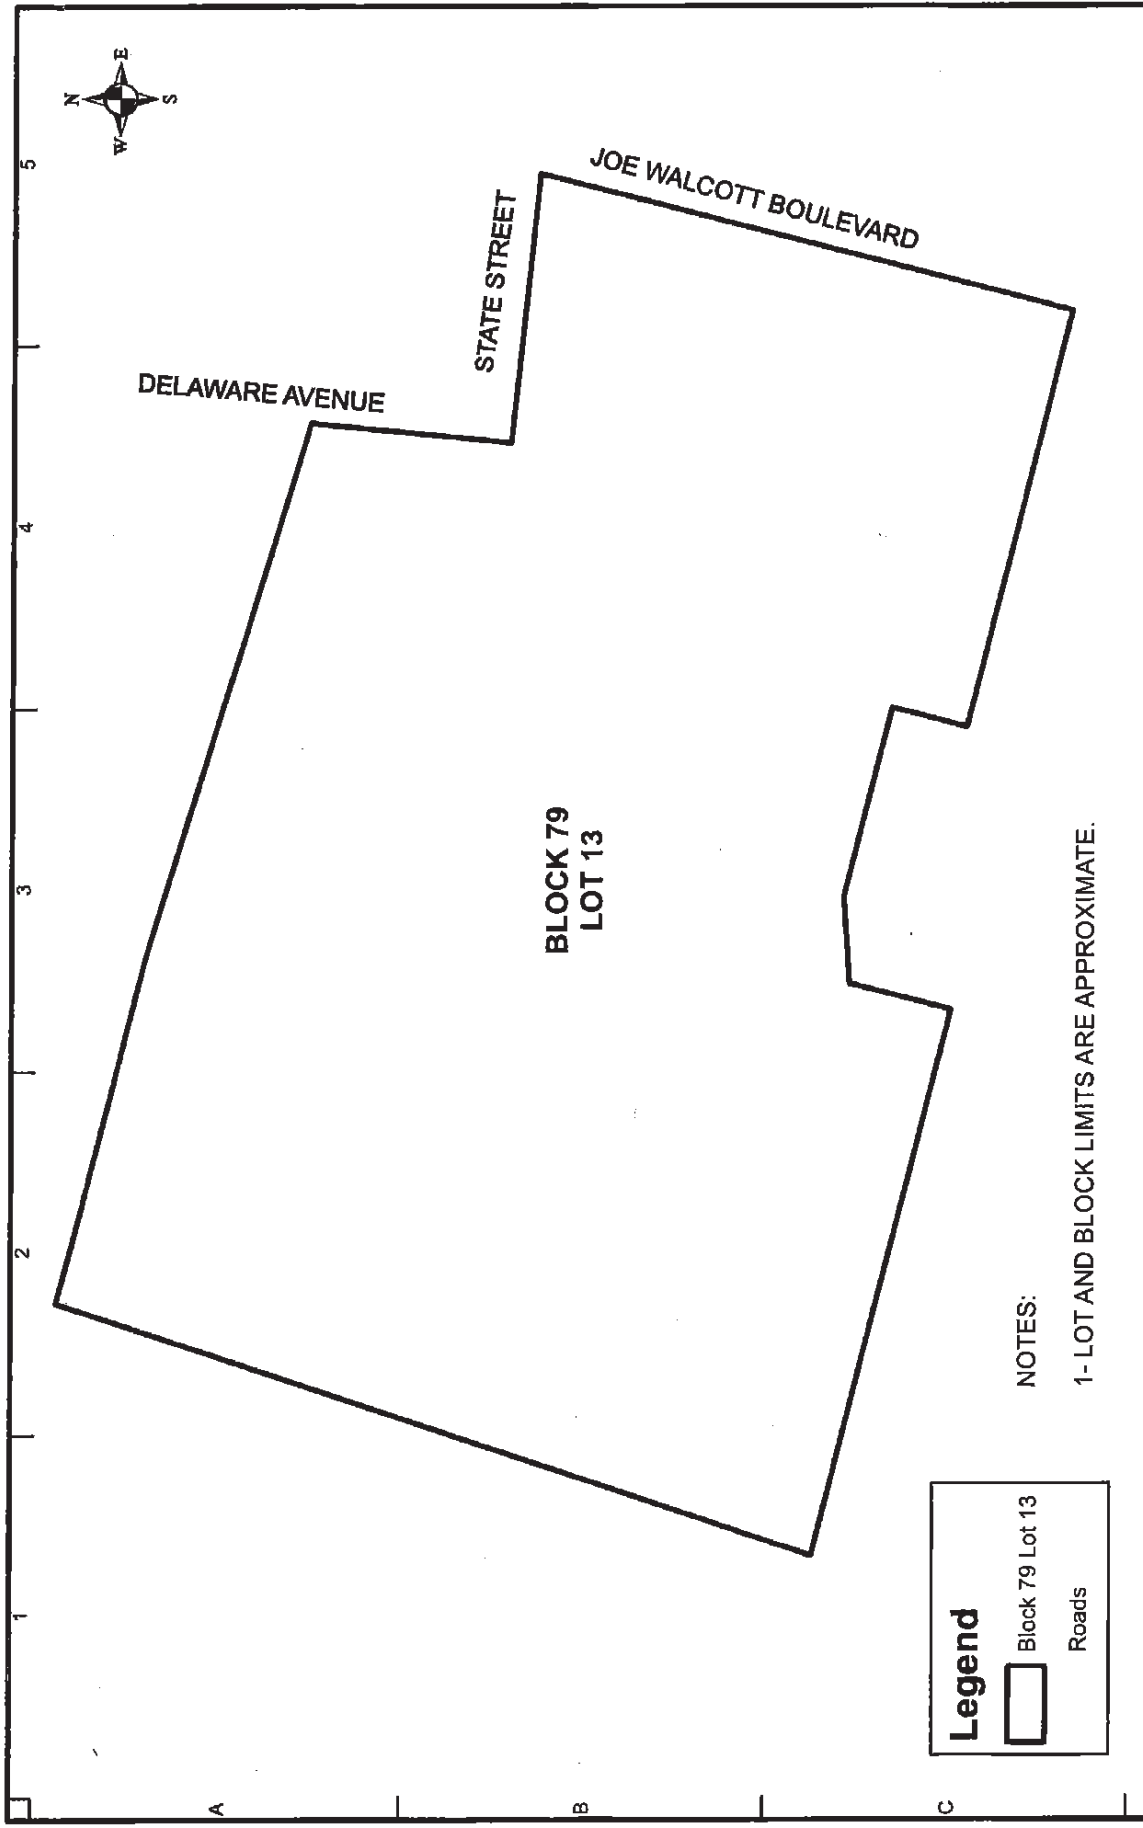 1
2
3
4
5
A
B
C
N
W
E
S
DELAWARE AVENUE
STATE STREET
JOE WALCOTT BOULEVARD
BLOCK 79
LOT 13
NOTES:
1- LOT AND BLOCK LIMITS ARE APPROXIMATE.
Legend
Block 79 Lot 13
Roads